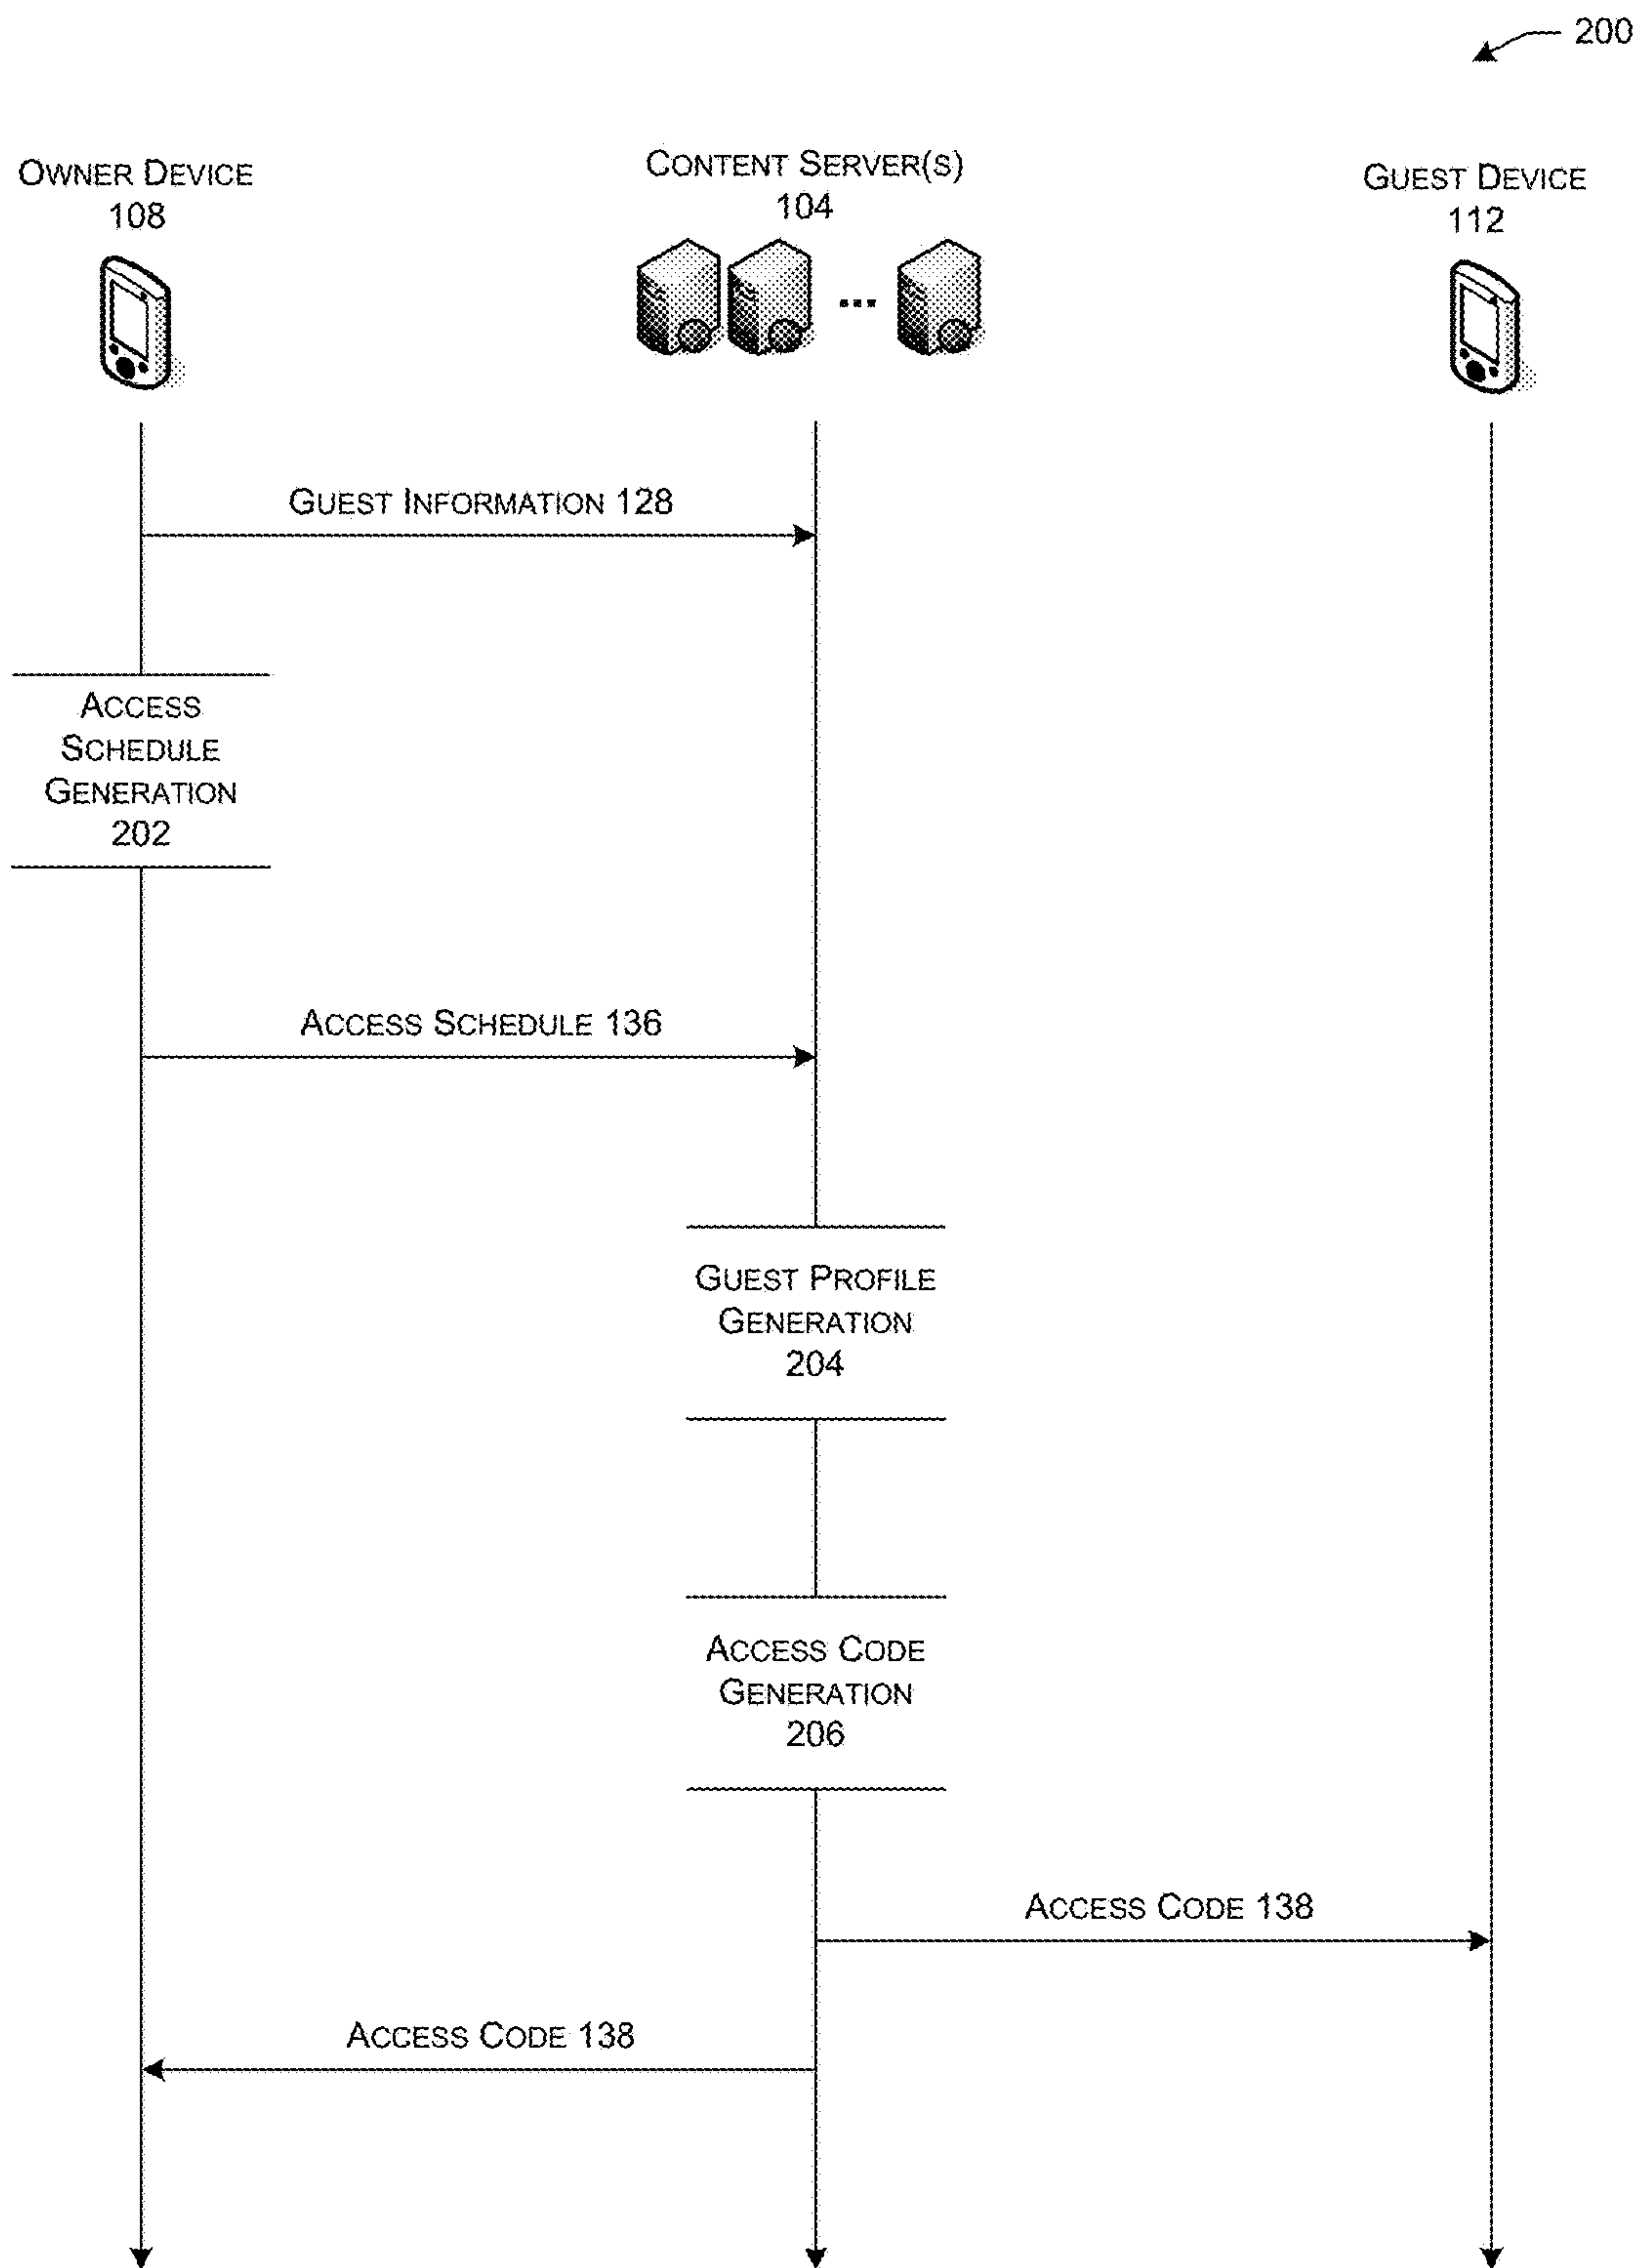 200
OWNER DEVICE
108
CONTENT SERVER(S)
104
GUEST DEVICE
112
GUEST INFORMATION 128
ACCESS
SCHEDULE
GENERATION
202
ACCESS SCHEDULE 136
GUEST PROFILE
GENERATION
204
ACCESS CODE
GENERATION
206
ACCESS CODE 138
ACCESS CODE 138